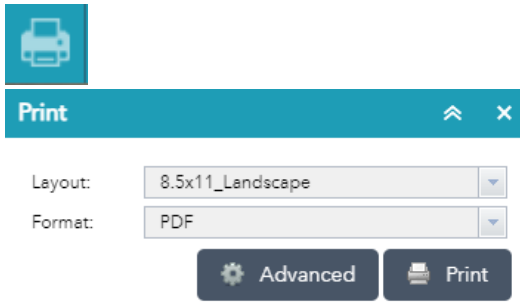 Print
Layout: 8.5x11_Landscape
Format: PDF
Advanced Print